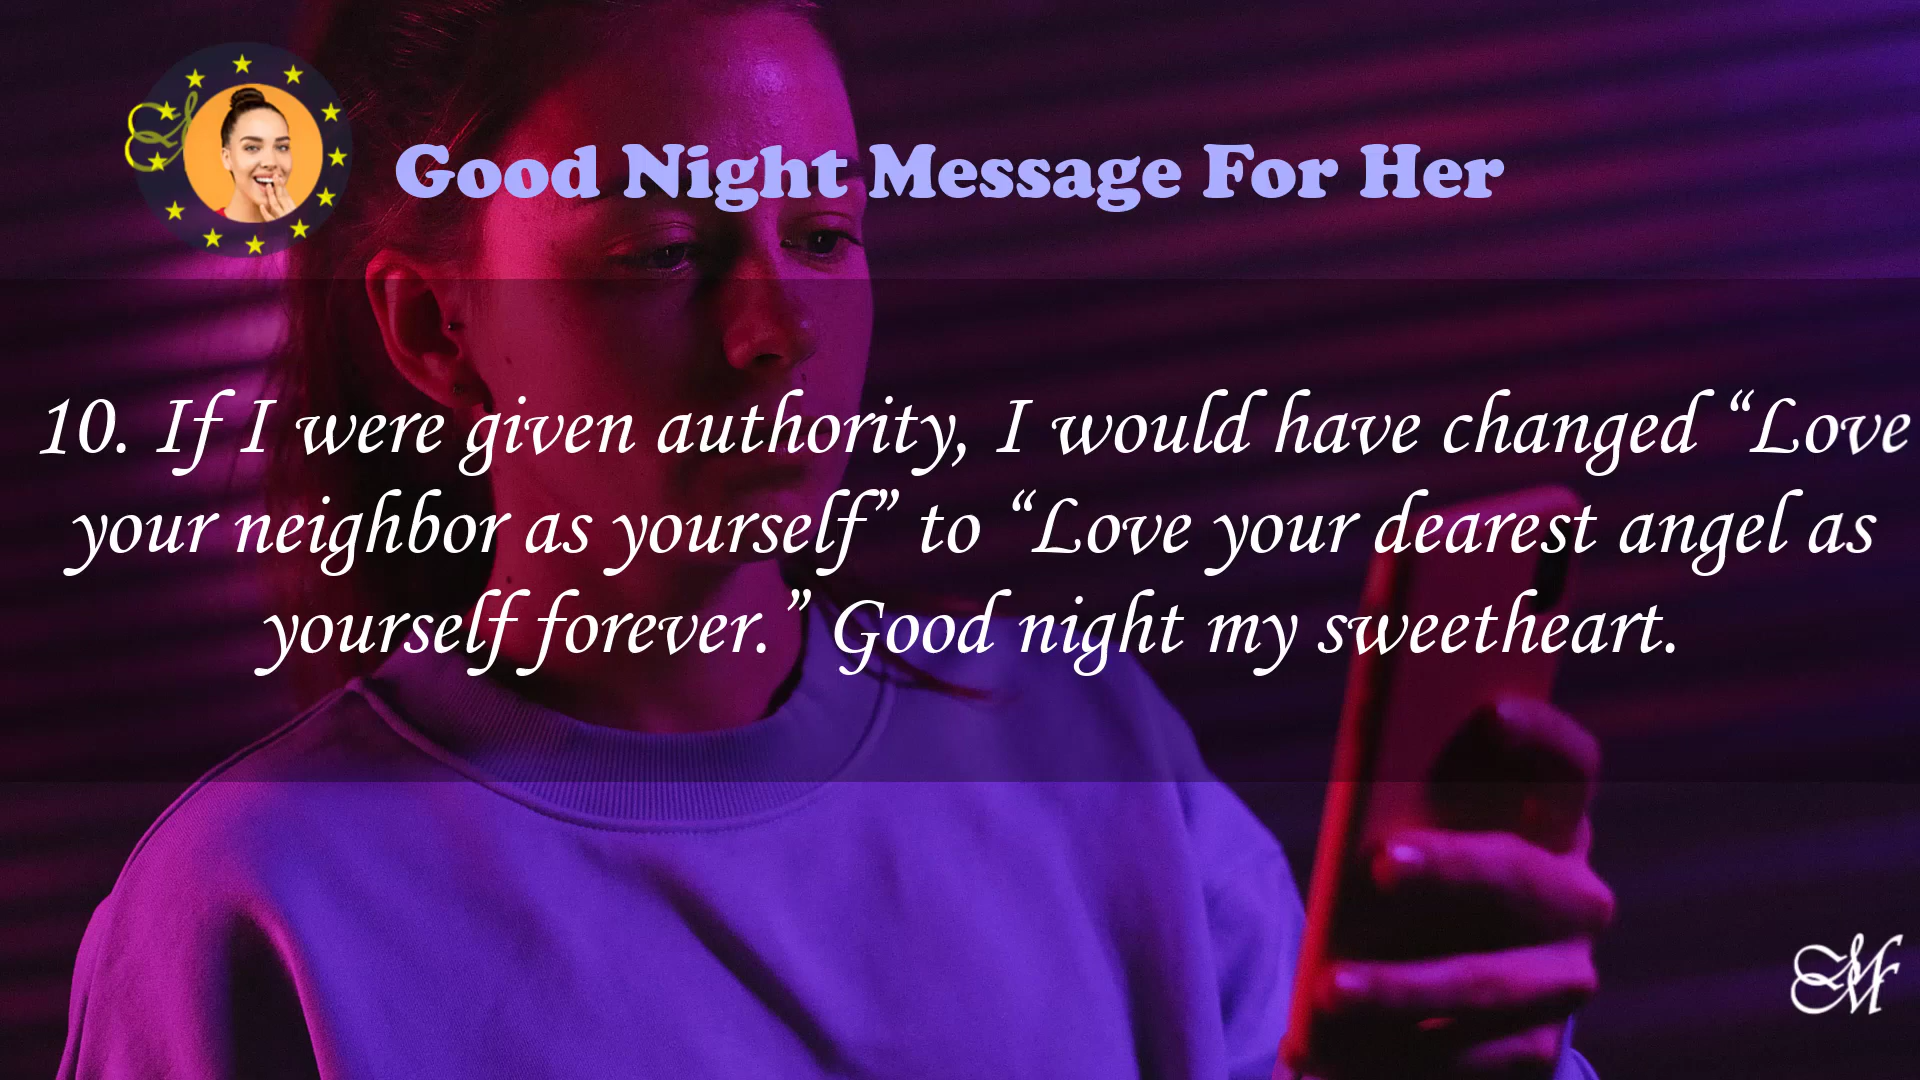 Good Night Message For Her
10. If I were given authority, I would have changed “Love
your neighbor as yourself” to “Love your dearest angel as
yourself forever.” Good night my sweetheart.